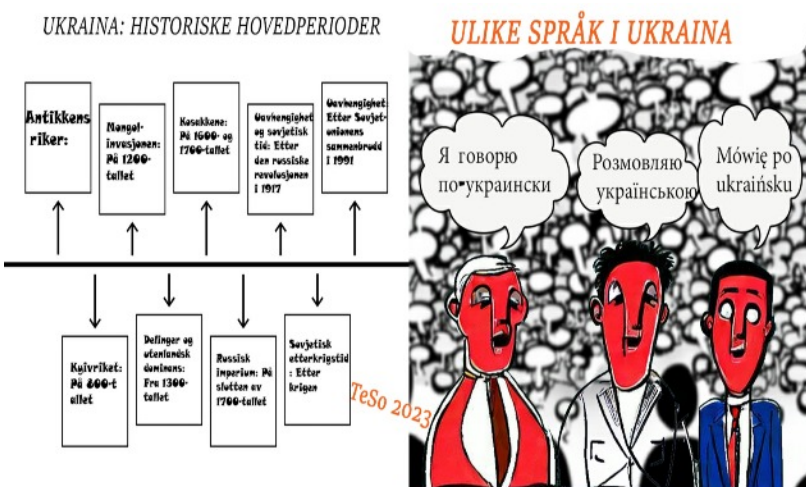 UKRAINA: HISTORISKE HOVEDPERIODER
Antikkens
riker:
Mongol-
invasjonen:
På 1200-
tallet
Kosakkene:
På 1600- og
1700-tallet
Uavhengighet
og sovjetisk
tid: Etter
den russiske
revolusjonen
i 1917
Uavhengighet:
Etter Sovjet-
unionens
sammenbrudd
i 1991
Kyivriket:
På 800-t
allet
Delinger og
utenlandsk
dominans:
Fra 1300-
tallet
Russisk
imperium: På
slutten av
1700-tallet
Sovjetisk
etterkrigstid
: Etter
krigen
TeSo 2023
ULIKE SPRÅK I UKRAINA
Я говорю
по-украински
Розмовляю
українською
Mówię po
ukraińsku